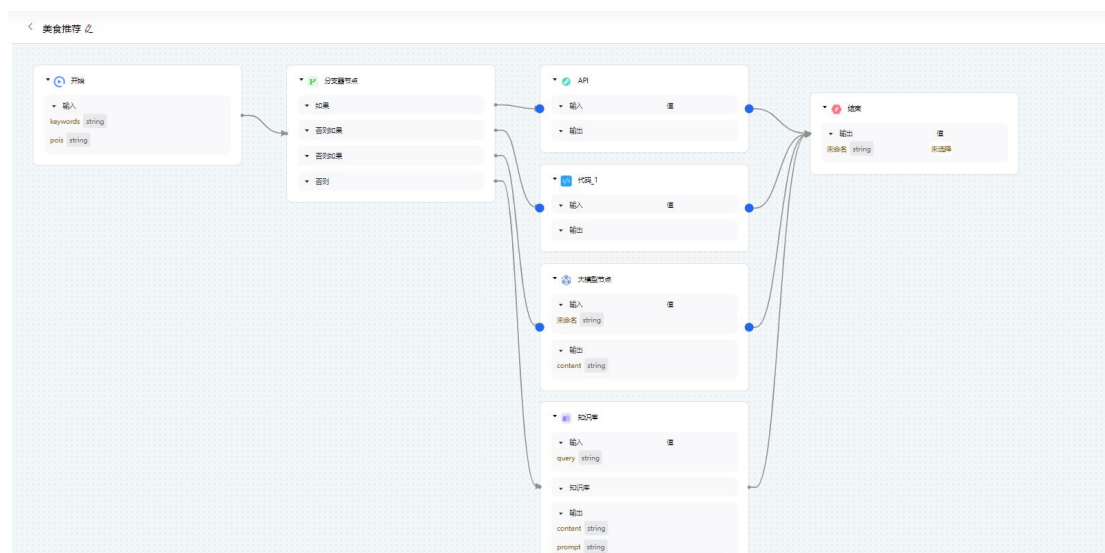 美食推荐
开始
输入
keywords string
pois string
分支器节点
如果
否则如果
否则如果
否则
API
输入 值
输出
代码_1
输入 值
输出
大模型节点
输入 值
未命名 string
输出
content string
知识库
输入 值
query string
知识库
输出
content string
prompt string
结束
输出 值
未命名 string 未选择